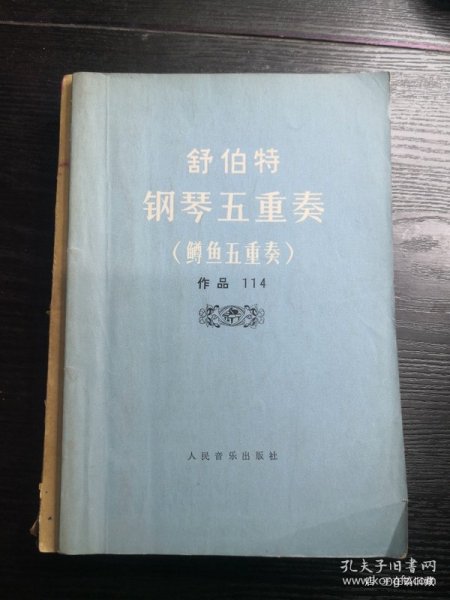 舒伯特
钢琴五重奏
（鳟鱼五重奏）
作品 114
人民音乐出版社
孔夫子旧书网